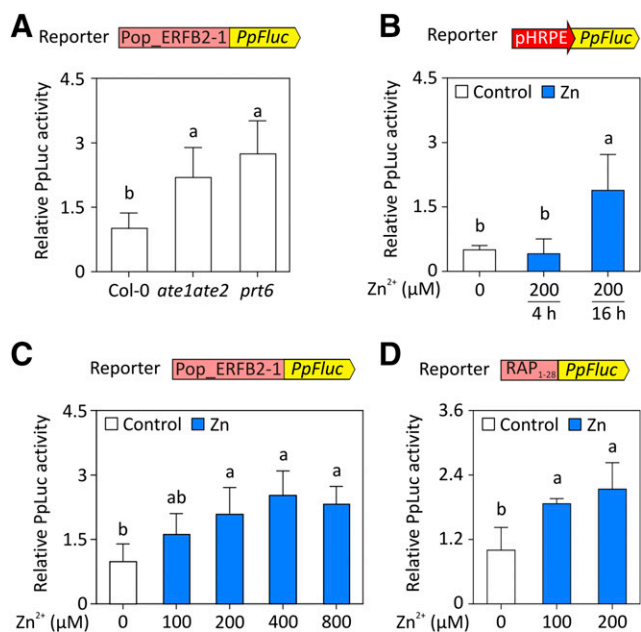 A
Reporter Pop_ERFB2-1 PpFluc
Relative PpLuc activity
4.5
3
1.5
0
b
a
a
Col-0 ate1ate2 prt6
B
Reporter pHRPE PpFluc
Relative PpLuc activity
4.5
3
1.5
0
Control Zn
b
b
a
Zn²⁺ (µM) 0 200 200
4 h 16 h
C
Reporter Pop_ERFB2-1 PpFluc
Relative PpLuc activity
4.5
3
1.5
0
Control Zn
b
ab
a
a
a
Zn²⁺ 0 100 200 400 800
(µM)
D
Reporter RAP₁₋₂₈ PpFluc
Relative PpLuc activity
3.6
2.4
1.2
0
Control Zn
b
a
a
Zn²⁺ 0 100 200
(µM)